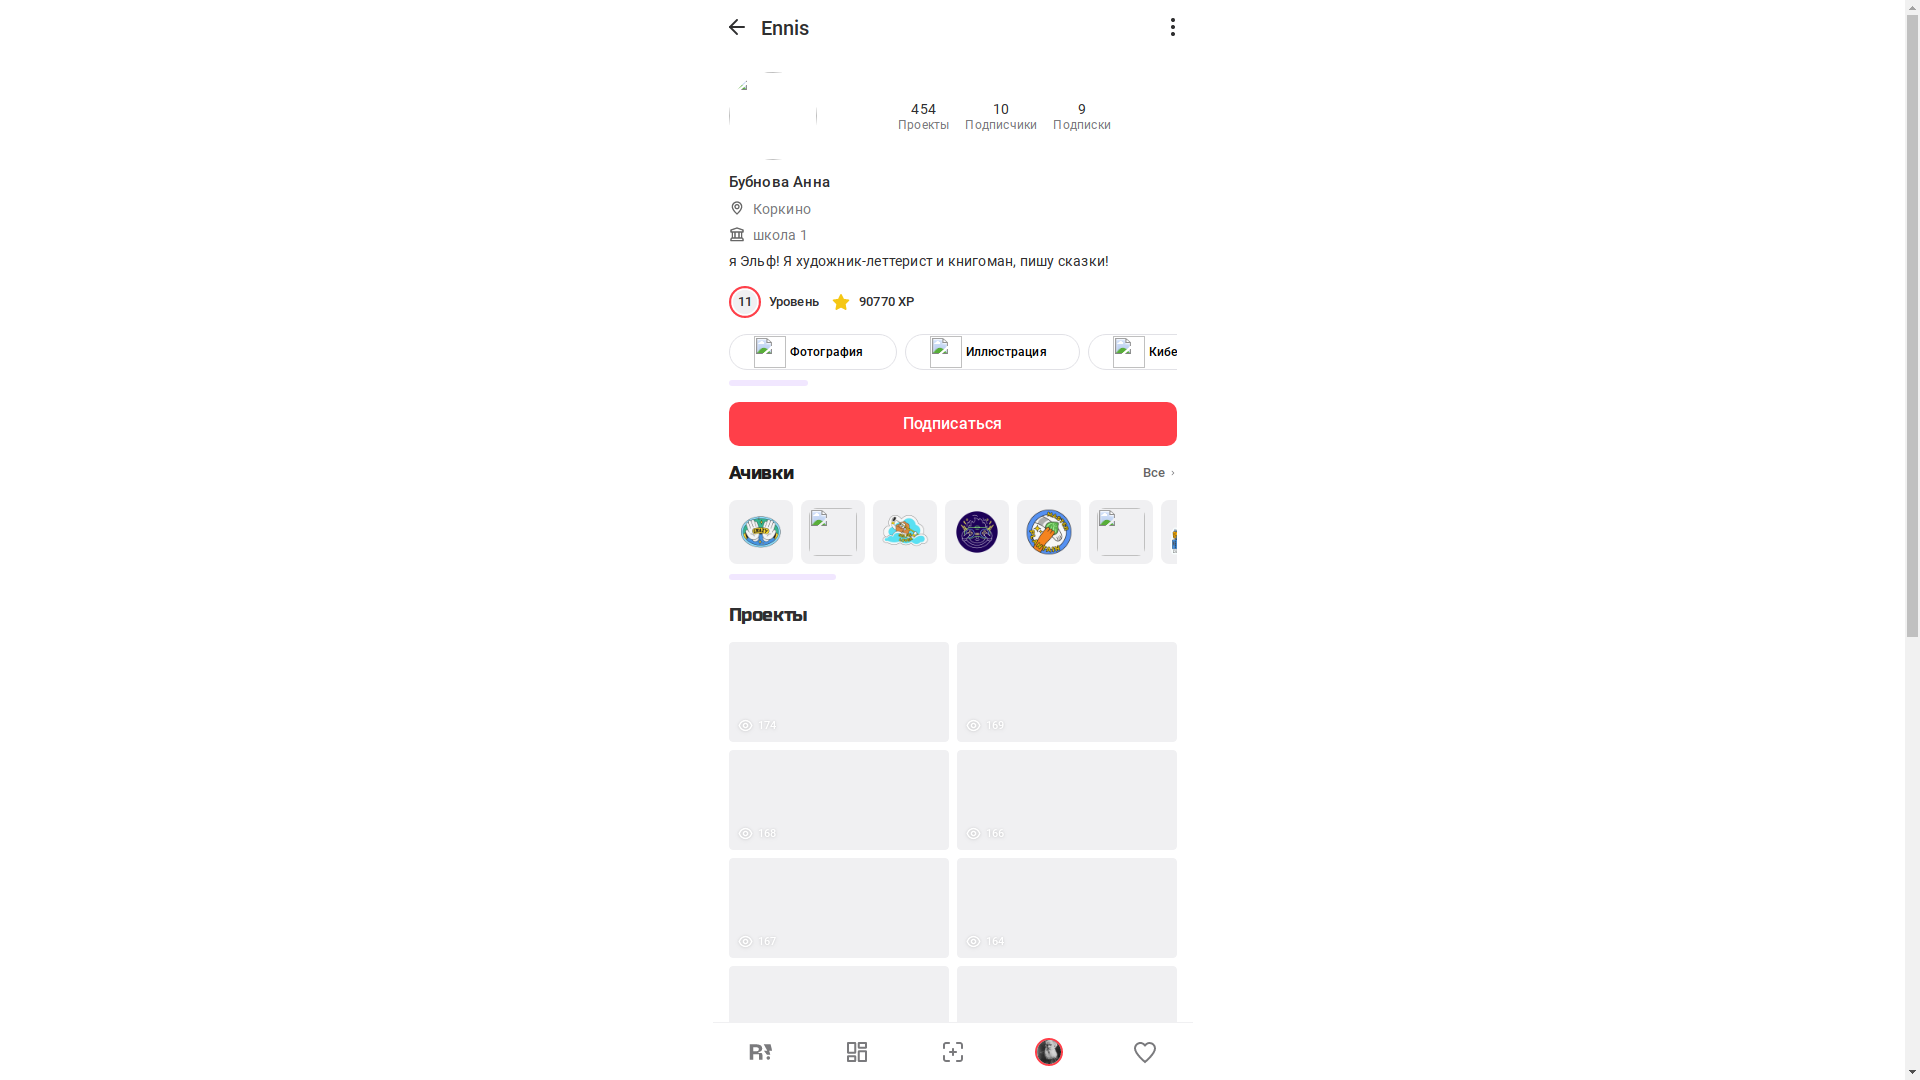 Ennis
454 10 9
Проекты Подписчики Подписки
Бубнова Анна
Коркино
школа 1
я Эльф! Я художник-леттерист и книгоман, пишу сказки!
11 Уровень 90770 XP
Фотография Иллюстрация Кибе
Подписаться
Ачивки Все
Проекты
174 169
168 166
167 164
R!